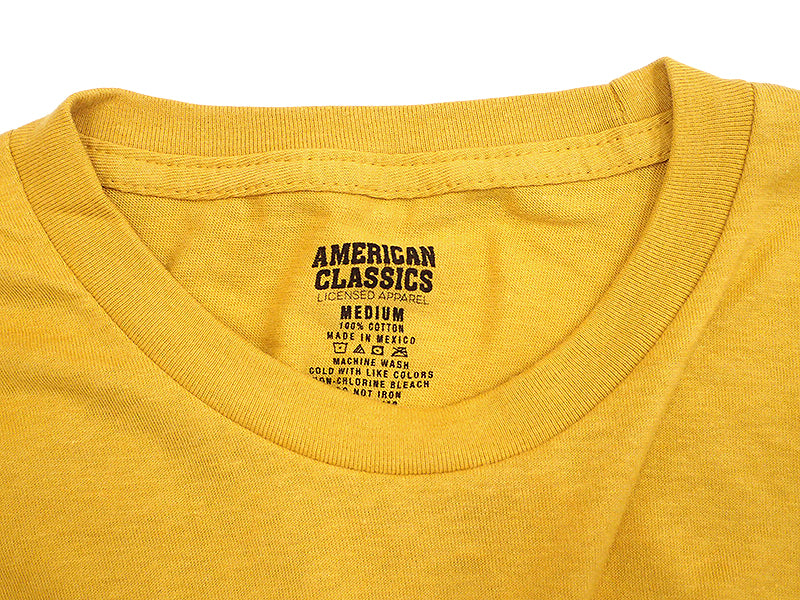 AMERICAN
CLASSICS
LICENSED APPAREL
MEDIUM
100% COTTON
MADE IN MEXICO
MACHINE WASH
COLD WITH LIKE COLORS
NON-CHLORINE BLEACH
DO NOT IRON